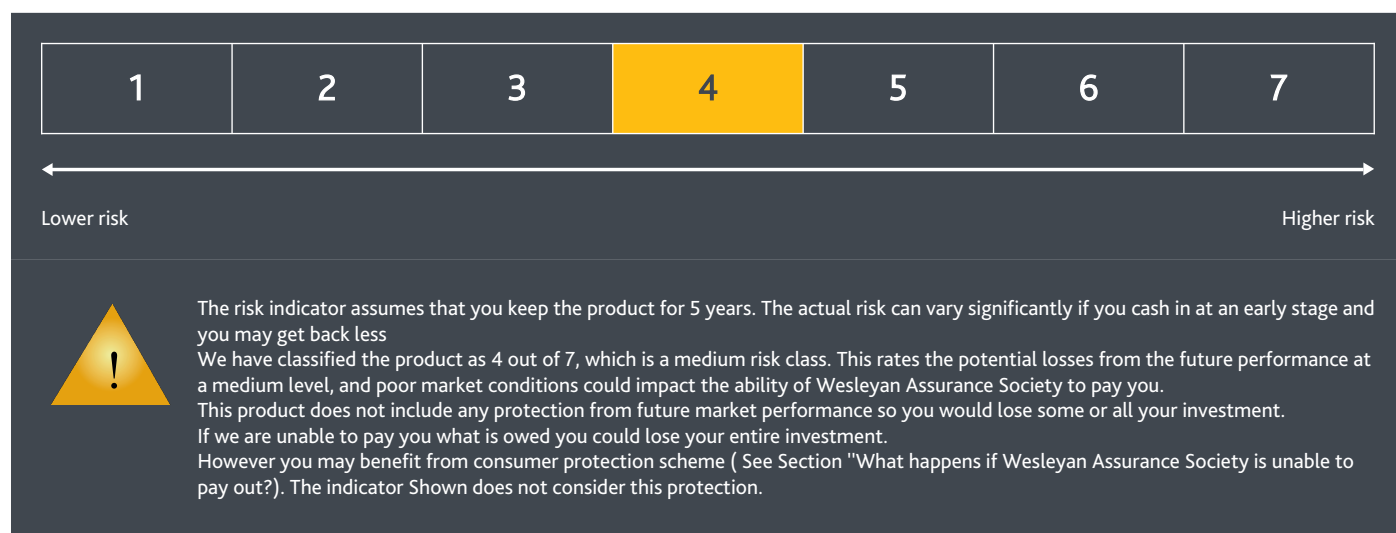 1 2 3 4 5 6 7
Lower risk Higher risk
!
The risk indicator assumes that you keep the product for 5 years. The actual risk can vary significantly if you cash in at an early stage and
you may get back less
We have classified the product as 4 out of 7, which is a medium risk class. This rates the potential losses from the future performance at
a medium level, and poor market conditions could impact the ability of Wesleyan Assurance Society to pay you.
This product does not include any protection from future market performance so you would lose some or all your investment.
If we are unable to pay you what is owed you could lose your entire investment.
However you may benefit from consumer protection scheme ( See Section "What happens if Wesleyan Assurance Society is unable to
pay out?). The indicator Shown does not consider this protection.